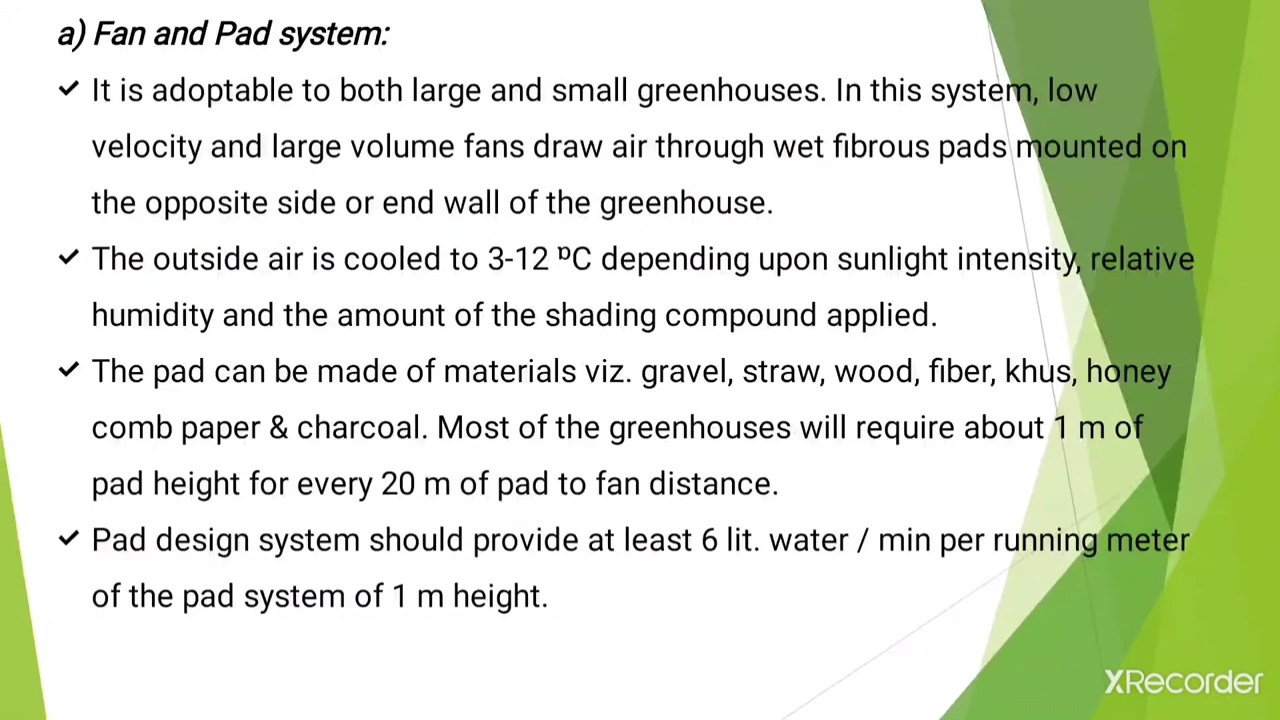 a) Fan and Pad system:
✓ It is adoptable to both large and small greenhouses. In this system, low
velocity and large volume fans draw air through wet fibrous pads mounted on
the opposite side or end wall of the greenhouse.
✓ The outside air is cooled to 3-12 ºC depending upon sunlight intensity, relative
humidity and the amount of the shading compound applied.
✓ The pad can be made of materials viz. gravel, straw, wood, fiber, khus, honey
comb paper & charcoal. Most of the greenhouses will require about 1 m of
pad height for every 20 m of pad to fan distance.
✓ Pad design system should provide at least 6 lit. water / min per running meter
of the pad system of 1 m height.
XRecorder